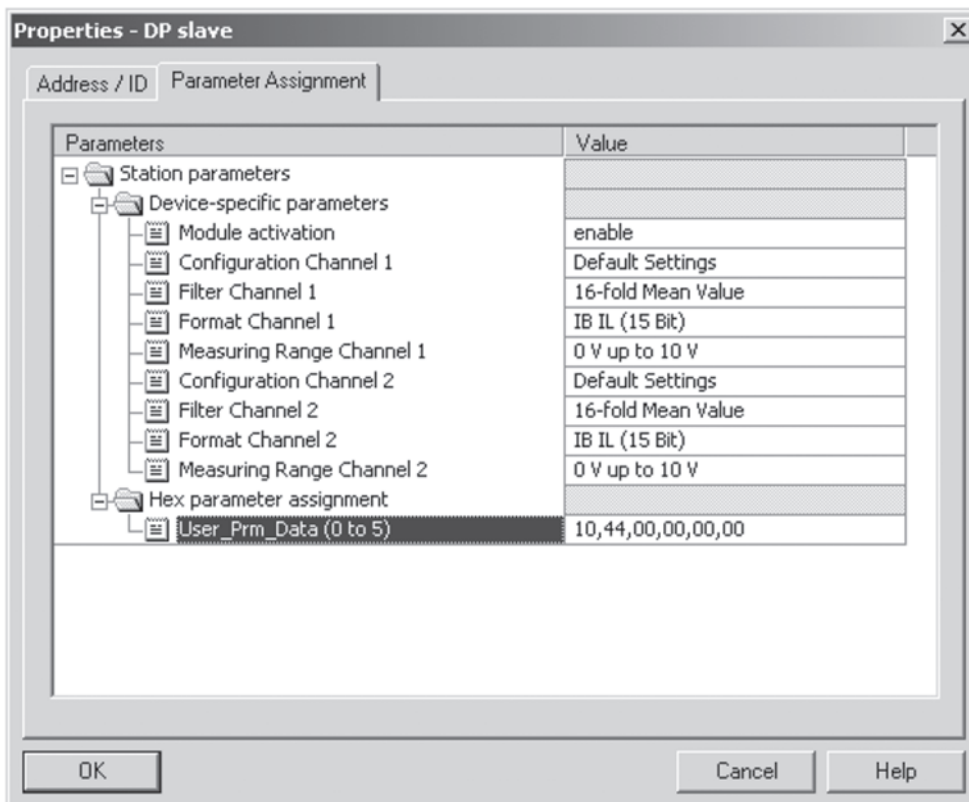 Properties - DP slave
Address / ID Parameter Assignment
Parameters Value
Station parameters
Device-specific parameters
Module activation enable
Configuration Channel 1 Default Settings
Filter Channel 1 16-fold Mean Value
Format Channel 1 IB IL (15 Bit)
Measuring Range Channel 1 0 V up to 10 V
Configuration Channel 2 Default Settings
Filter Channel 2 16-fold Mean Value
Format Channel 2 IB IL (15 Bit)
Measuring Range Channel 2 0 V up to 10 V
Hex parameter assignment
User_Prm_Data (0 to 5) 10,44,00,00,00,00
OK Cancel Help